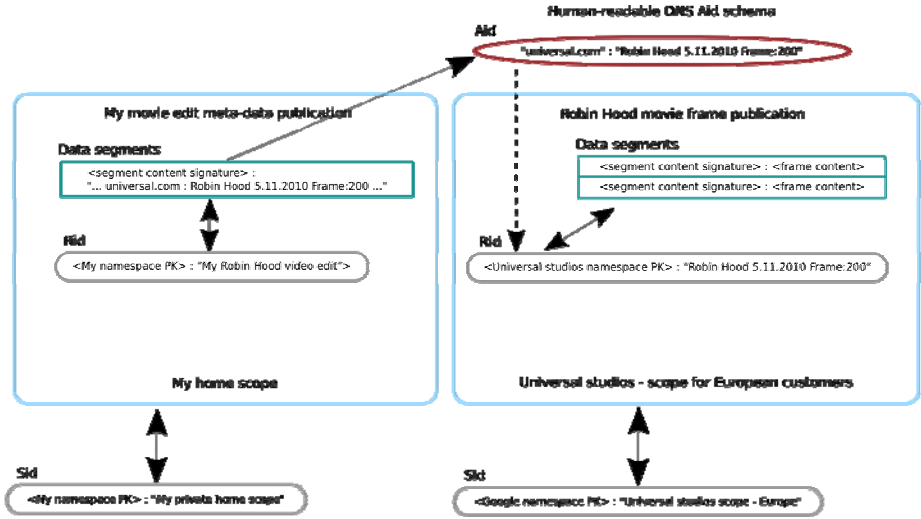 Human-readable DNS Aid schema
Aid
"universal.com" : "Robin Hood 5.11.2010 Frame:200"
My movie edit meta-data publication
Data segments
<segment content signature> :
"... universal.com : Robin Hood 5.11.2010 Frame:200 ..."
Rid
<My namespace PK> : "My Robin Hood video edit">
My home scope
Sid
<My namespace PK> : "My private home scope"
Robin Hood movie frame publication
Data segments
<segment content signature> : <frame content>
<segment content signature> : <frame content>
Rid
<Universal studios namespace PK> : "Robin Hood 5.11.2010 Frame:200"
Universal studios - scope for European customers
Sid
<Google namespace PK> : "Universal studios scope - Europe"